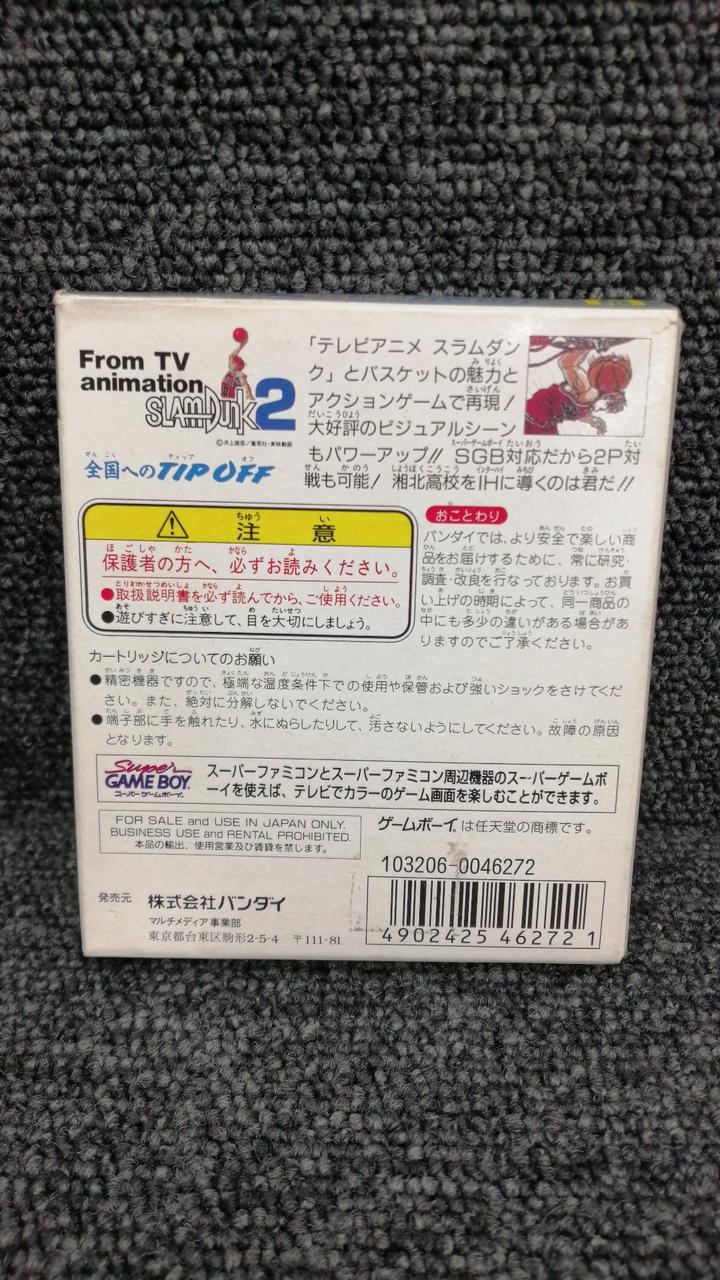 From TV
animation
SLAM DUNK 2
©井上雄彦／集英社・東映動画
全国へのTIP OFF
「テレビアニメ スラムダン
ク」とバスケットの魅力と
アクションゲームで再現！
大好評のビジュアルシーン
もパワーアップ!! SGB対応だから2P対
戦も可能！ 湘北高校をIHに導くのは君だ!!
注意
保護者の方へ、必ずお読みください。
●取扱説明書を必ず読んでから、ご使用ください。
●遊びすぎに注意して、目を大切にしましょう。
おことわり
バンダイでは、より安全で楽しい商
品をお届けするために、常に研究・
調査・改良を行なっております。お買
い上げの時期によって、同一商品の
中にも多少の違いがある場合があ
りますのでご了承ください。
カートリッジについてのお願い
●精密機器ですので、極端な温度条件下での使用や保管および強いショックをさけてくだ
さい。また、絶対に分解しないでください。
●端子部に手を触れたり、水にぬらしたりして、汚さないようにしてください。故障の原因
となります。
Super
GAME BOY
スーパーゲームボーイ
スーパーファミコンとスーパーファミコン周辺機器のスーパーゲームボ
ーイを使えば、テレビでカラーのゲーム画面を楽しむことができます。
FOR SALE and USE IN JAPAN ONLY.
BUSINESS USE and RENTAL PROHIBITED.
本品の輸出、使用営業及び賃貸を禁じます。
ゲームボーイは任天堂の商標です。
103206-0046272
発売元 株式会社バンダイ
マルチメディア事業部
東京都台東区駒形2-5-4 〒111-81
4902425 462721